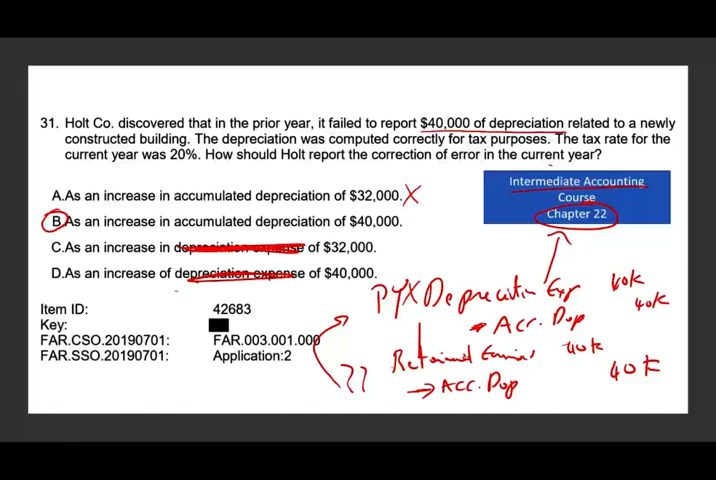 31. Holt Co. discovered that in the prior year, it failed to report $40,000 of depreciation related to a newly
constructed building. The depreciation was computed correctly for tax purposes. The tax rate for the
current year was 20%. How should Holt report the correction of error in the current year?
A.As an increase in accumulated depreciation of $32,000. X
B.As an increase in accumulated depreciation of $40,000.
C.As an increase in depreciation expense of $32,000.
D.As an increase of depreciation expense of $40,000.
Intermediate Accounting
Course
Chapter 22
Item ID: 42683
Key:
FAR.CSO.20190701: FAR.003.001.000
FAR.SSO.20190701: Application:2
PYX Depreciation Exp 40K
Acc. Dep 40K
Retained Earnings 40K
?? → Acc. Dep 40K